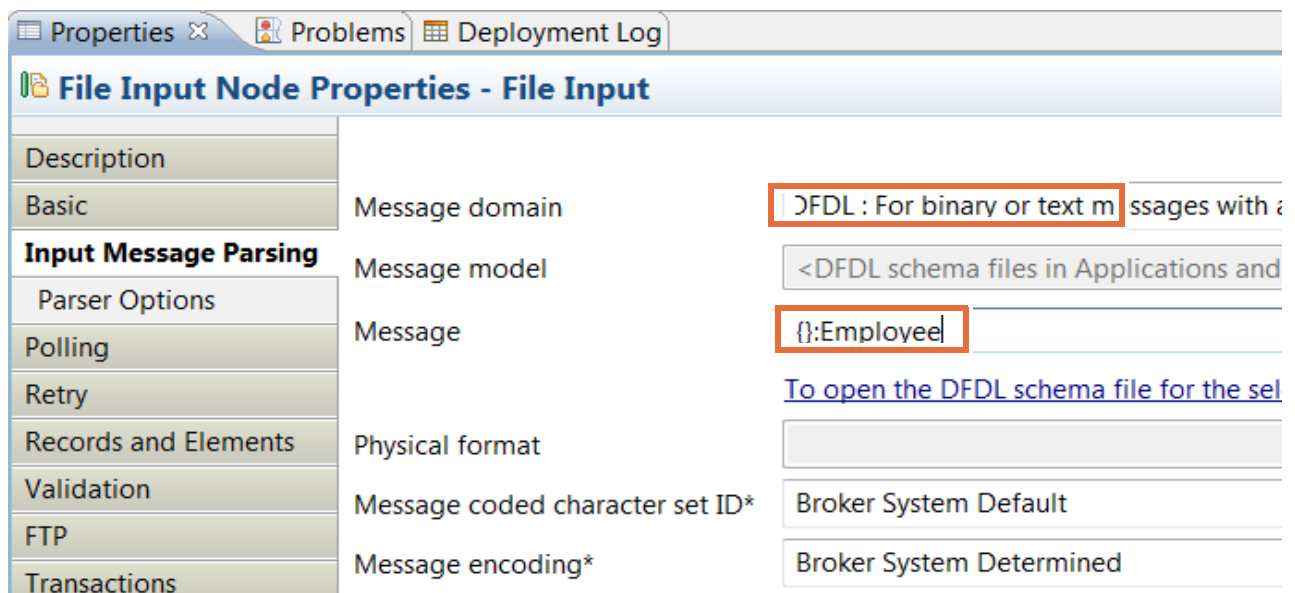 Properties Problems Deployment Log
File Input Node Properties - File Input
Description
Basic
Input Message Parsing
Parser Options
Polling
Retry
Records and Elements
Validation
FTP
Transactions
Message domain DFDL : For binary or text m ssages with a
Message model <DFDL schema files in Applications and
Message {}:Employee
To open the DFDL schema file for the sel
Physical format
Message coded character set ID* Broker System Default
Message encoding* Broker System Determined